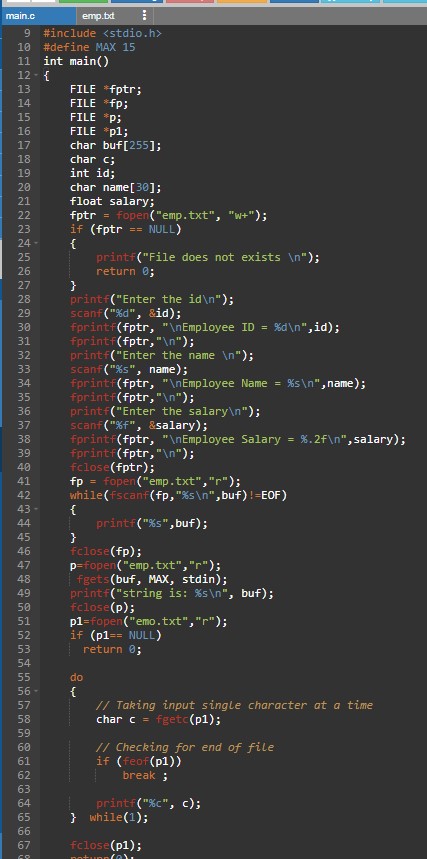 main.c emp.txt
9 #include <stdio.h>
10 #define MAX 15
11 int main()
12 {
13 FILE *fptr;
14 FILE *fp;
15 FILE *p;
16 FILE *p1;
17 char buf[255];
18 char c;
19 int id;
20 char name[30];
21 float salary;
22 fptr = fopen("emp.txt", "w+");
23 if (fptr == NULL)
24 {
25 printf("File does not exists \n");
26 return 0;
27 }
28 printf("Enter the id\n");
29 scanf("%d", &id);
30 fprintf(fptr, "\nEmployee ID = %d\n",id);
31 fprintf(fptr,"\n");
32 printf("Enter the name \n");
33 scanf("%s", name);
34 fprintf(fptr, "\nEmployee Name = %s\n",name);
35 fprintf(fptr,"\n");
36 printf("Enter the salary\n");
37 scanf("%f", &salary);
38 fprintf(fptr, "\nEmployee Salary = %.2f\n",salary);
39 fprintf(fptr,"\n");
40 fclose(fptr);
41 fp = fopen("emp.txt","r");
42 while(fscanf(fp,"%s\n",buf)!=EOF)
43 {
44 printf("%s",buf);
45 }
46 fclose(fp);
47 p=fopen("emp.txt","r");
48 fgets(buf, MAX, stdin);
49 printf("string is: %s\n", buf);
50 fclose(p);
51 p1=fopen("emo.txt","r");
52 if (p1== NULL)
53 return 0;
54
55 do
56 {
57 // Taking input single character at a time
58 char c = fgetc(p1);
59
60 // Checking for end of file
61 if (feof(p1))
62 break ;
63
64 printf("%c", c);
65 } while(1);
66
67 fclose(p1);
68 return(0);